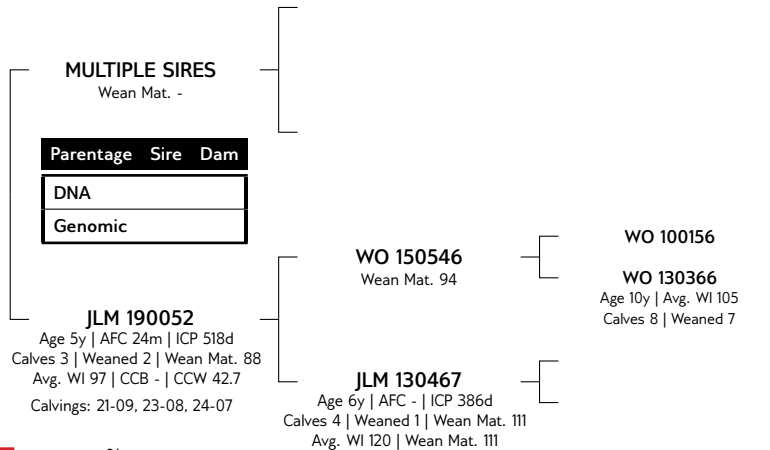 MULTIPLE SIRES
Wean Mat. -
Parentage Sire Dam
DNA
Genomic
JLM 190052
Age 5y | AFC 24m | ICP 518d
Calves 3 | Weaned 2 | Wean Mat. 88
Avg. WI 97 | CCB - | CCW 42.7
Calvings: 21-09, 23-08, 24-07
WO 150546
Wean Mat. 94
JLM 130467
Age 6y | AFC - | ICP 386d
Calves 4 | Weaned 1 | Wean Mat. 111
Avg. WI 120 | Wean Mat. 111
WO 100156
WO 130366
Age 10y | Avg. WI 105
Calves 8 | Weaned 7